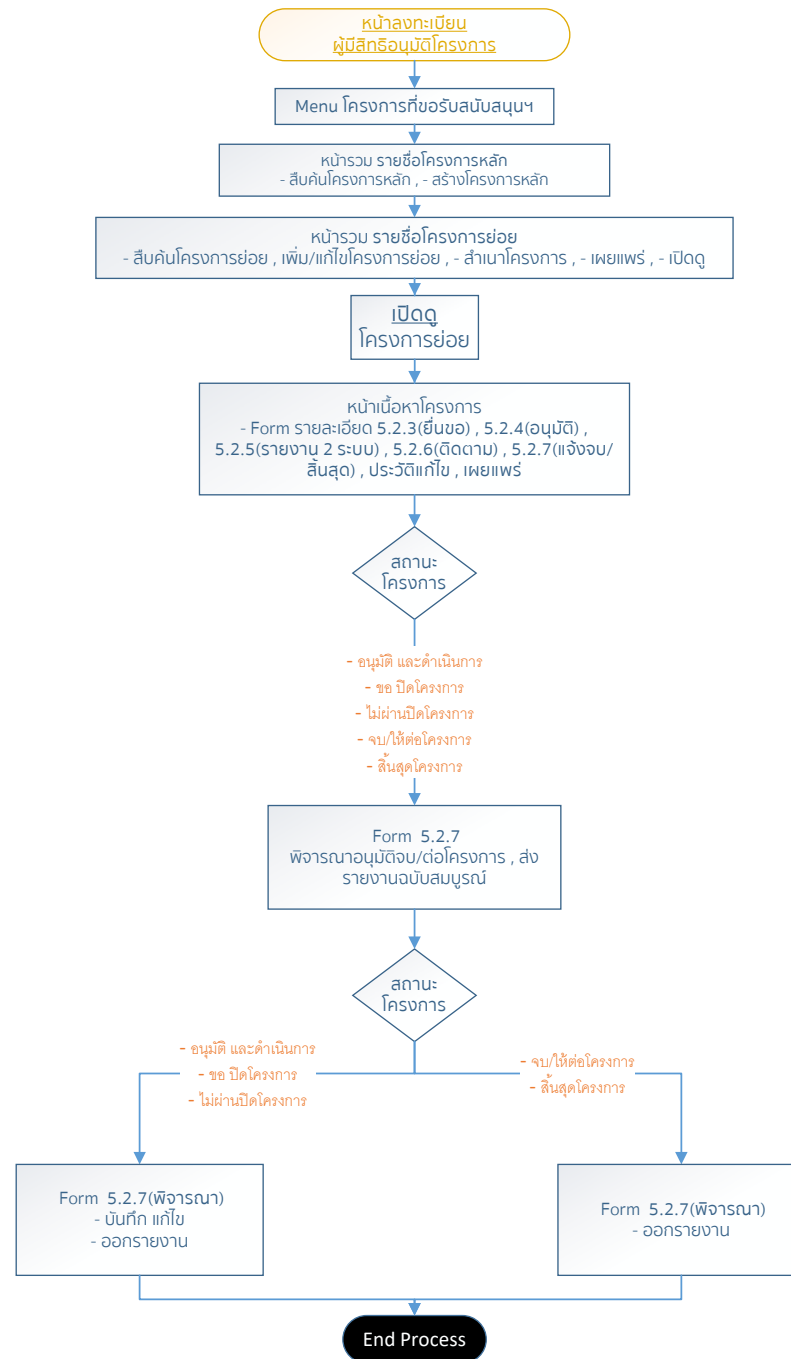 หน้าลงทะเบียน
ผู้มีสิทธิอนุมัติโครงการ
Menu โครงการที่ขอรับสนับสนุนฯ
หน้ารวม รายชื่อโครงการหลัก
- สืบค้นโครงการหลัก , - สร้างโครงการหลัก
หน้ารวม รายชื่อโครงการย่อย
- สืบค้นโครงการย่อย , เพิ่ม/แก้ไขโครงการย่อย , - สำเนาโครงการ , - เผยแพร่ , - เปิดดู
เปิดดู
โครงการย่อย
หน้าเนื้อหาโครงการ
- Form รายละเอียด 5.2.3(ยื่นขอ) , 5.2.4(อนุมัติ) ,
5.2.5(รายงาน 2 ระบบ) , 5.2.6(ติดตาม) , 5.2.7(แจ้งจบ/
สิ้นสุด) , ประวัติแก้ไข , เผยแพร่
สถานะ
โครงการ
- อนุมัติ และดำเนินการ
- ขอ ปิดโครงการ
- ไม่ผ่านปิดโครงการ
- จบ/ให้ต่อโครงการ
- สิ้นสุดโครงการ
Form 5.2.7
พิจารณาอนุมัติจบ/ต่อโครงการ , ส่ง
รายงานฉบับสมบูรณ์
สถานะ
โครงการ
- อนุมัติ และดำเนินการ
- ขอ ปิดโครงการ
- ไม่ผ่านปิดโครงการ
- จบ/ให้ต่อโครงการ
- สิ้นสุดโครงการ
Form 5.2.7(พิจารณา)
- บันทึก แก้ไข
- ออกรายงาน
Form 5.2.7(พิจารณา)
- ออกรายงาน
End Process